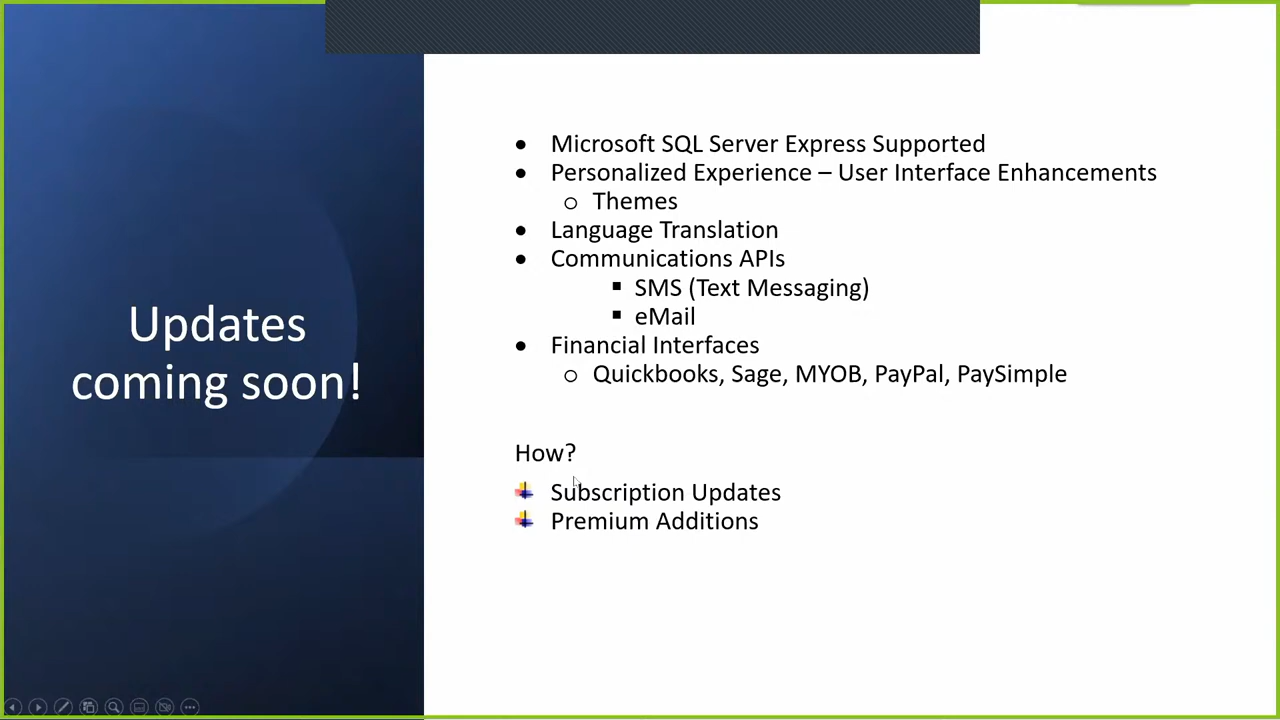 Updates
coming soon!
• Microsoft SQL Server Express Supported
• Personalized Experience – User Interface Enhancements
o Themes
• Language Translation
• Communications APIs
▪ SMS (Text Messaging)
▪ eMail
• Financial Interfaces
o Quickbooks, Sage, MYOB, PayPal, PaySimple
How?
Subscription Updates
Premium Additions